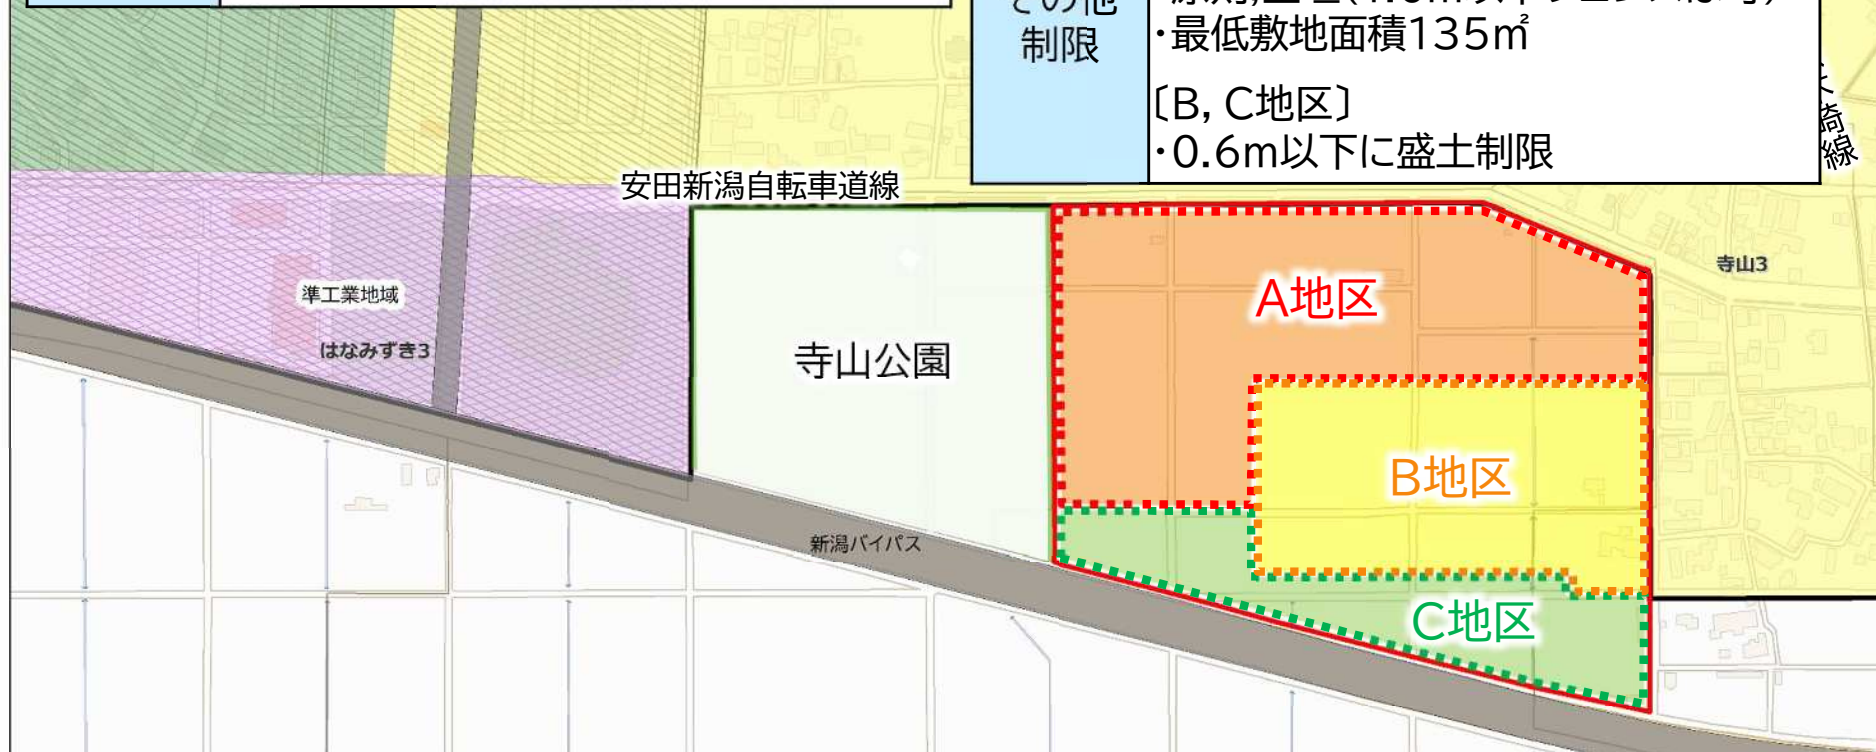 その他
制限
・最低敷地面積135㎡
〔B, C地区〕
・0.6m以下に盛土制限
線
安田新潟自転車道線
準工業地域
はなみずき3
寺山公園
新潟バイパス
A地区
B地区
C地区
寺山3